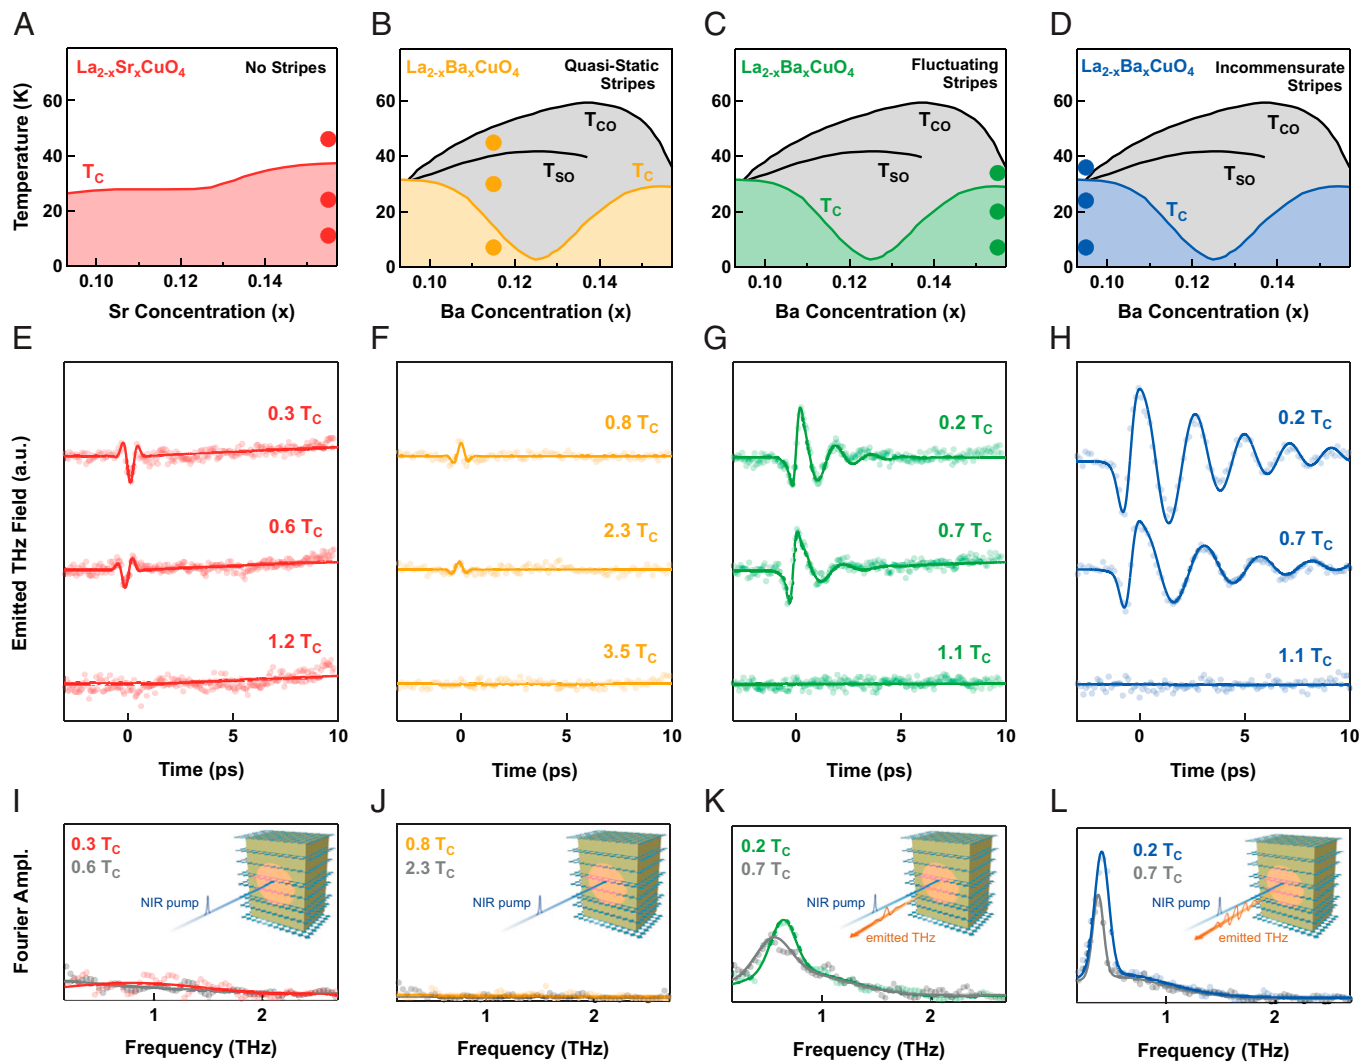 A
B
C
D
La2-xSrxCuO4
No Stripes
La2-xBaxCuO4
Quasi-Static
Stripes
La2-xBaxCuO4
Fluctuating
Stripes
La2-xBaxCuO4
Incommensurate
Stripes
Temperature (K)
60
40
20
0
TC
60
40
20
0
TCO
TSO
TC
60
40
20
0
TCO
TSO
TC
60
40
20
0
TCO
TSO
TC
0.10
0.12
0.14
0.10
0.12
0.14
0.10
0.12
0.14
0.10
0.12
0.14
Sr Concentration (x)
Ba Concentration (x)
Ba Concentration (x)
Ba Concentration (x)
E
F
G
H
Emitted THz Field (a.u.)
0.3 TC
0.6 TC
1.2 TC
0.8 TC
2.3 TC
3.5 TC
0.2 TC
0.7 TC
1.1 TC
0.2 TC
0.7 TC
1.1 TC
0
5
10
0
5
10
0
5
10
0
5
10
Time (ps)
Time (ps)
Time (ps)
Time (ps)
I
J
K
L
Fourier Ampl.
0.3 TC
0.6 TC
NIR pump
0.8 TC
2.3 TC
NIR pump
0.2 TC
0.7 TC
NIR pump
emitted THz
0.2 TC
0.7 TC
NIR pump
emitted THz
1
2
1
2
1
2
1
2
Frequency (THz)
Frequency (THz)
Frequency (THz)
Frequency (THz)